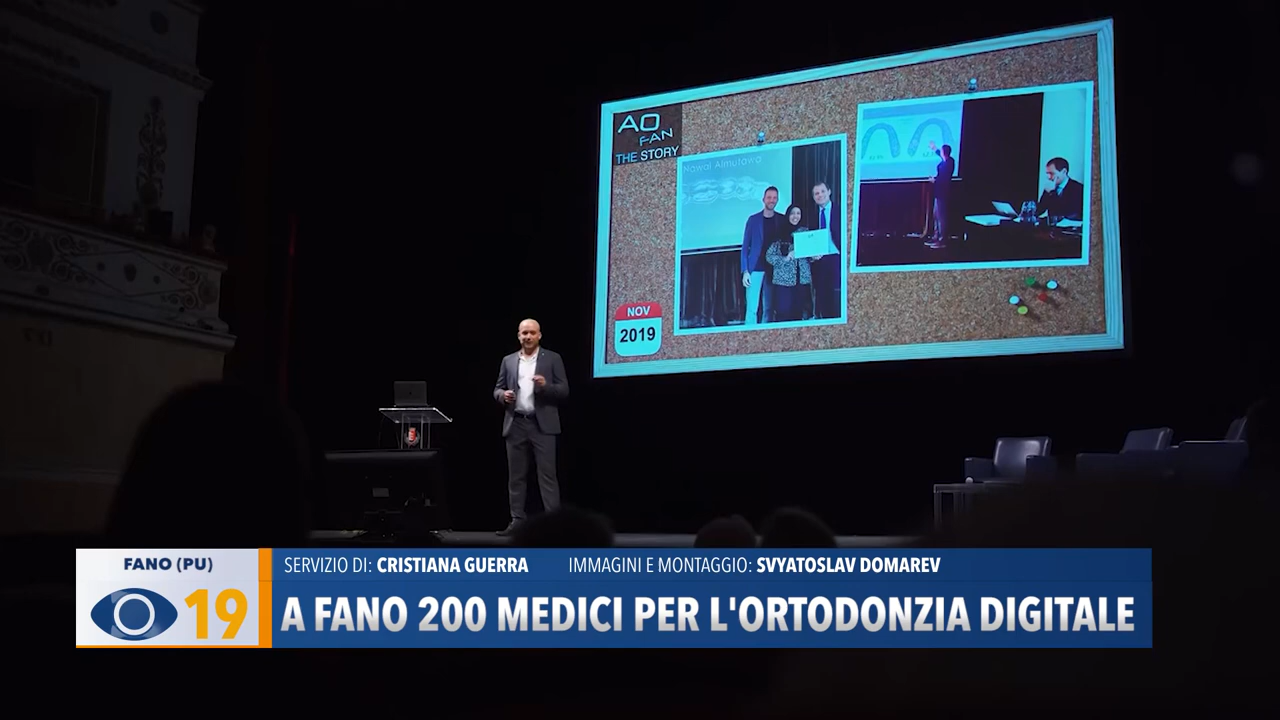 AO
FAN
THE STORY
Nawal Almutawa
NOV
2019
FANO (PU)
19
SERVIZIO DI: CRISTIANA GUERRA
IMMAGINI E MONTAGGIO: SVYATOSLAV DOMAREV
A FANO 200 MEDICI PER L'ORTODONZIA DIGITALE